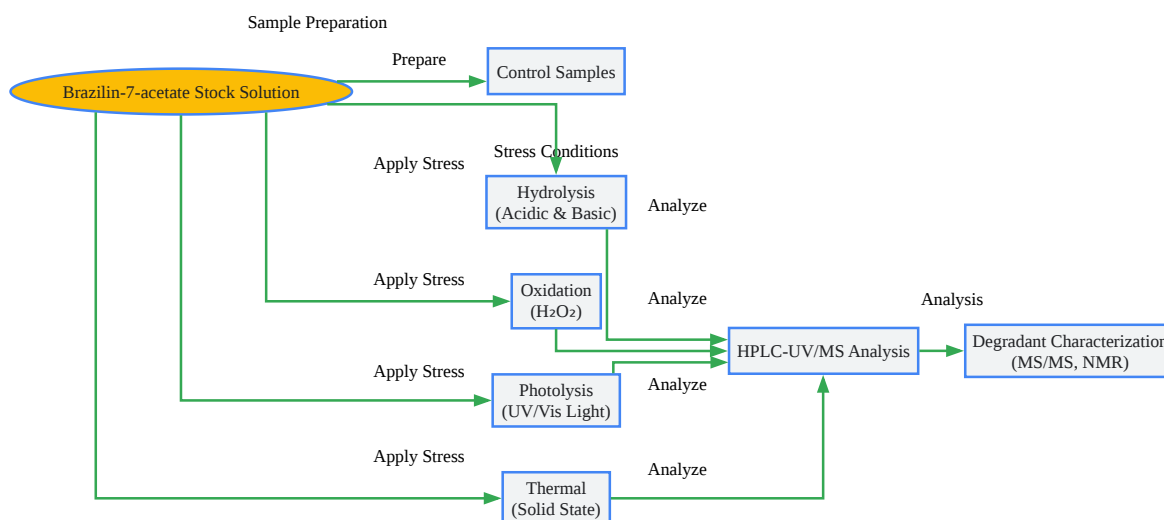 Sample Preparation
Prepare
Control Samples
Brazilin-7-acetate Stock Solution
Stress Conditions
Apply Stress
Hydrolysis
(Acidic & Basic)
Analyze
Apply Stress
Oxidation
(H₂O₂)
Analyze
Analysis
HPLC-UV/MS Analysis
Degradant Characterization
(MS/MS, NMR)
Apply Stress
Photolysis
(UV/Vis Light)
Analyze
Apply Stress
Thermal
(Solid State)
Analyze